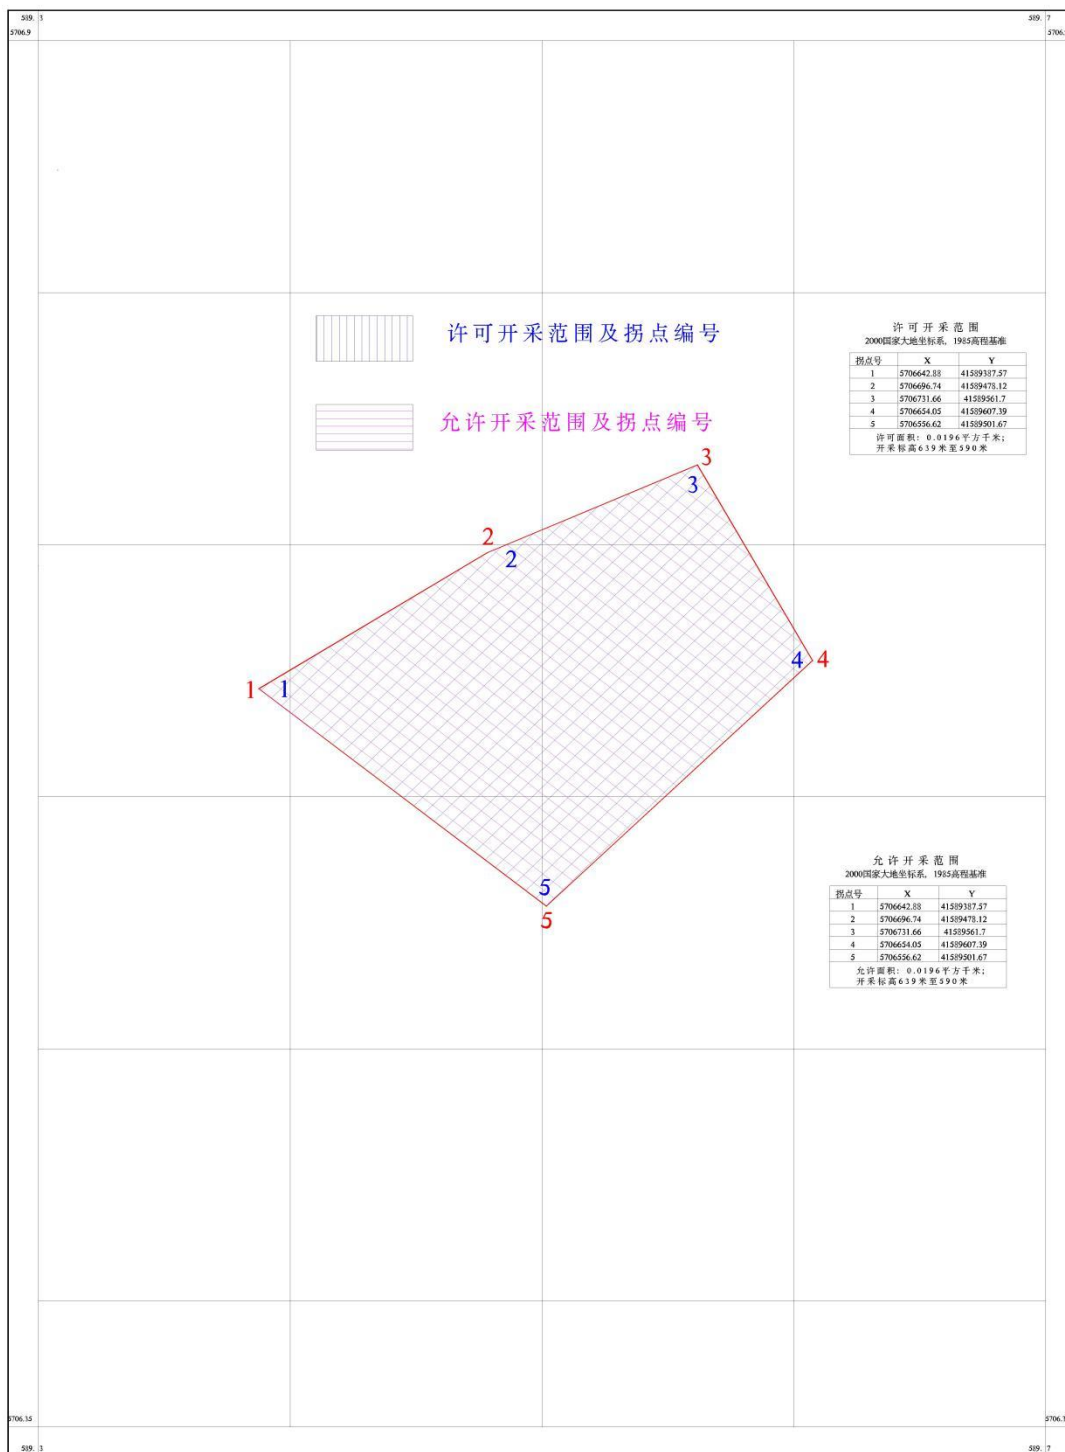 589. 3 589. 7
5706.9 5706.
许可开采范围及拐点编号
允许开采范围及拐点编号
许可开采范围
2000国家大地坐标系, 1985高程基准
拐点号 X Y
1 5706642.88 41589387.57
2 5706696.74 41589478.12
3 5706731.66 41589561.7
4 5706654.05 41589607.39
5 5706556.62 41589501.67
许可面积: 0.0196平方千米;
开采标高639米至590米
3
3
2
2
4 4
1 1
5
5
允许开采范围
2000国家大地坐标系, 1985高程基准
拐点号 X Y
1 5706642.88 41589387.57
2 5706696.74 41589478.12
3 5706731.66 41589561.7
4 5706654.05 41589607.39
5 5706556.62 41589501.67
允许面积: 0.0196平方千米;
开采标高639米至590米
5706.35 5706.3
589. 3 589. 7